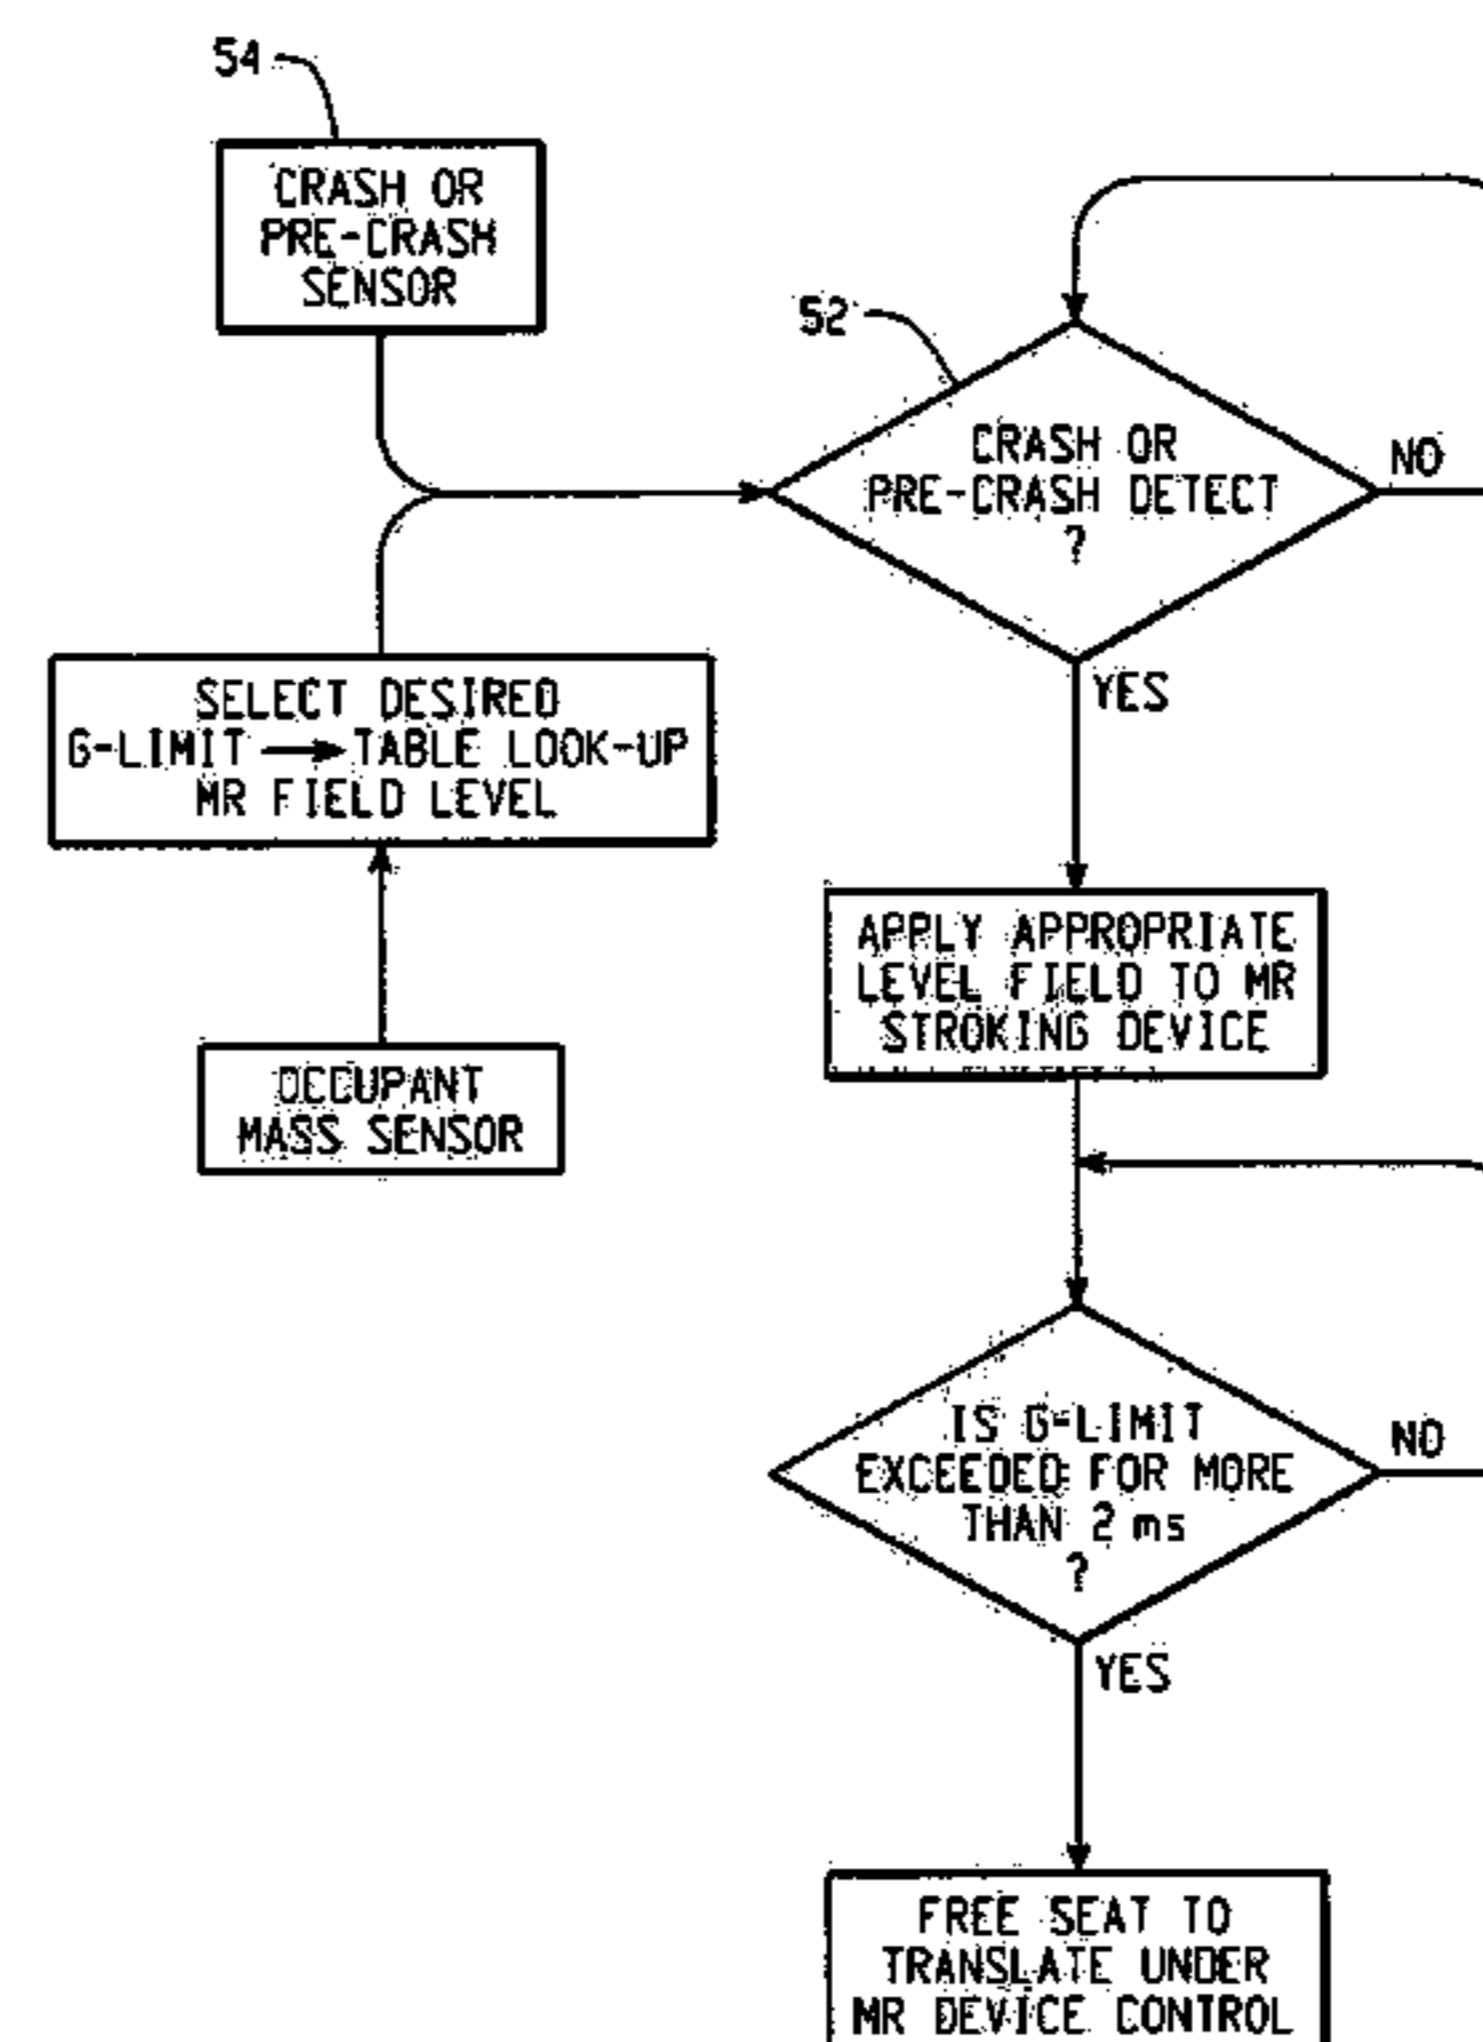 54
CRASH OR
PRE-CRASH
SENSOR
52
CRASH OR
PRE-CRASH DETECT
?
NO
YES
SELECT DESIRED
G-LIMIT → TABLE LOOK-UP
MR FIELD LEVEL
APPLY APPROPRIATE
LEVEL FIELD TO MR
STROKING DEVICE
OCCUPANT
MASS SENSOR
IS G-LIMIT
EXCEEDED FOR MORE
THAN 2 ms
?
NO
YES
FREE SEAT TO
TRANSLATE UNDER
MR DEVICE CONTROL